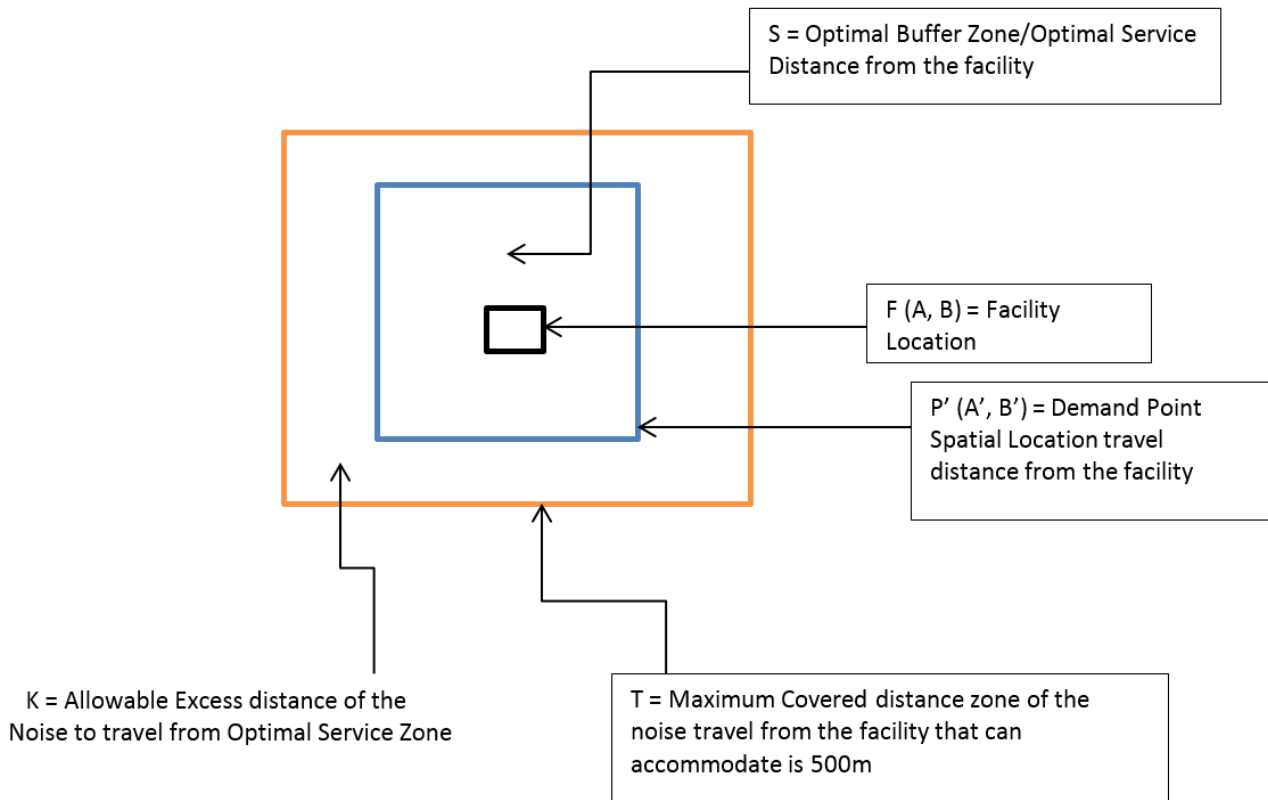 S = Optimal Buffer Zone/Optimal Service
Distance from the facility
F (A, B) = Facility
Location
P’ (A’, B’) = Demand Point
Spatial Location travel
distance from the facility
K = Allowable Excess distance of the
Noise to travel from Optimal Service Zone
T = Maximum Covered distance zone of the
noise travel from the facility that can
accommodate is 500m